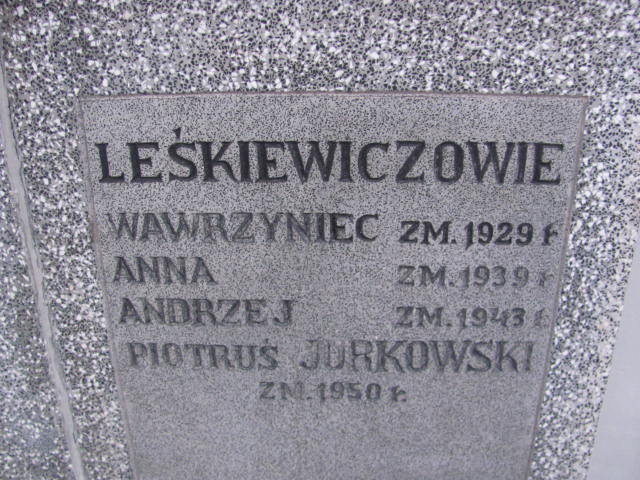 LEŚKIEWICZOWIE
WAWRZYNIEC ZM. 1929 r.
ANNA ZM. 1939 r.
ANDRZEJ ZM. 1943 r.
PIOTRUŚ JURKOWSKI
ZM. 1950 r.